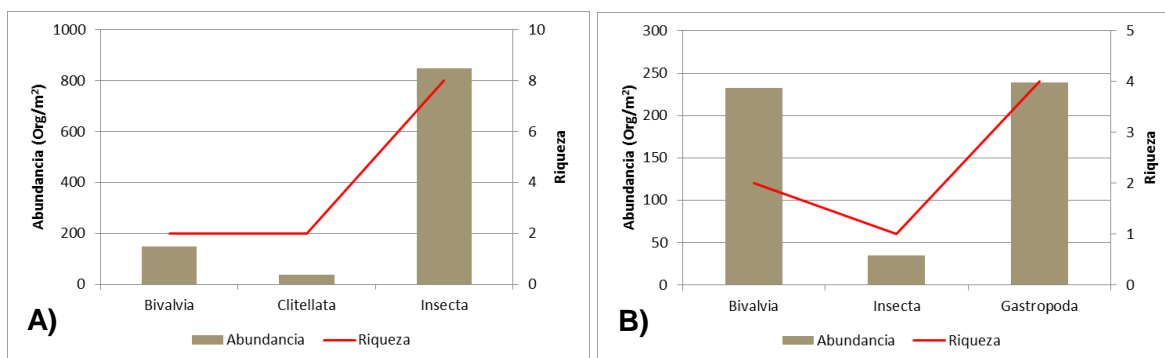 1000
800
600
400
200
0
Abundancia (Org/m²)
10
8
6
4
2
0
Riqueza
Bivalvia Clitellata Insecta
Abundancia Riqueza
A)
300
250
200
150
100
50
0
Abundancia (Org/m²)
5
4
3
2
1
0
Riqueza
Bivalvia Insecta Gastropoda
Abundancia Riqueza
B)